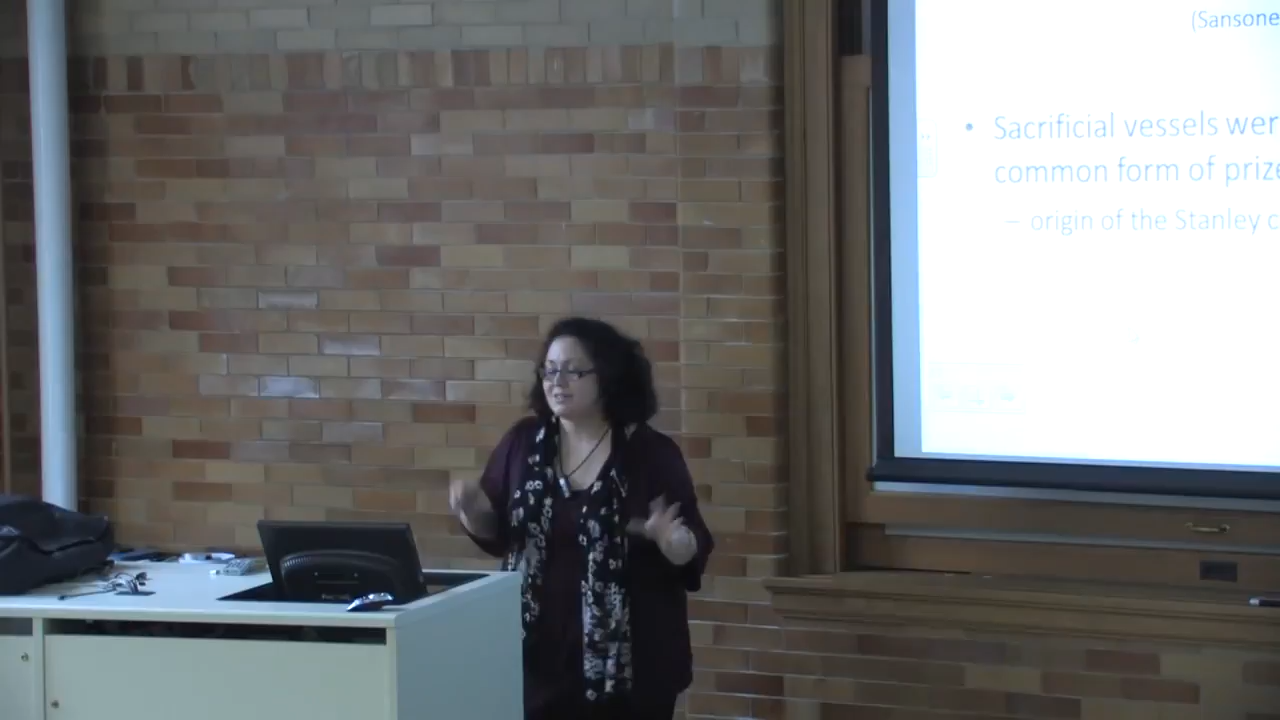 (Sansone
• Sacrificial vessels wer
common form of prize
– origin of the Stanley c